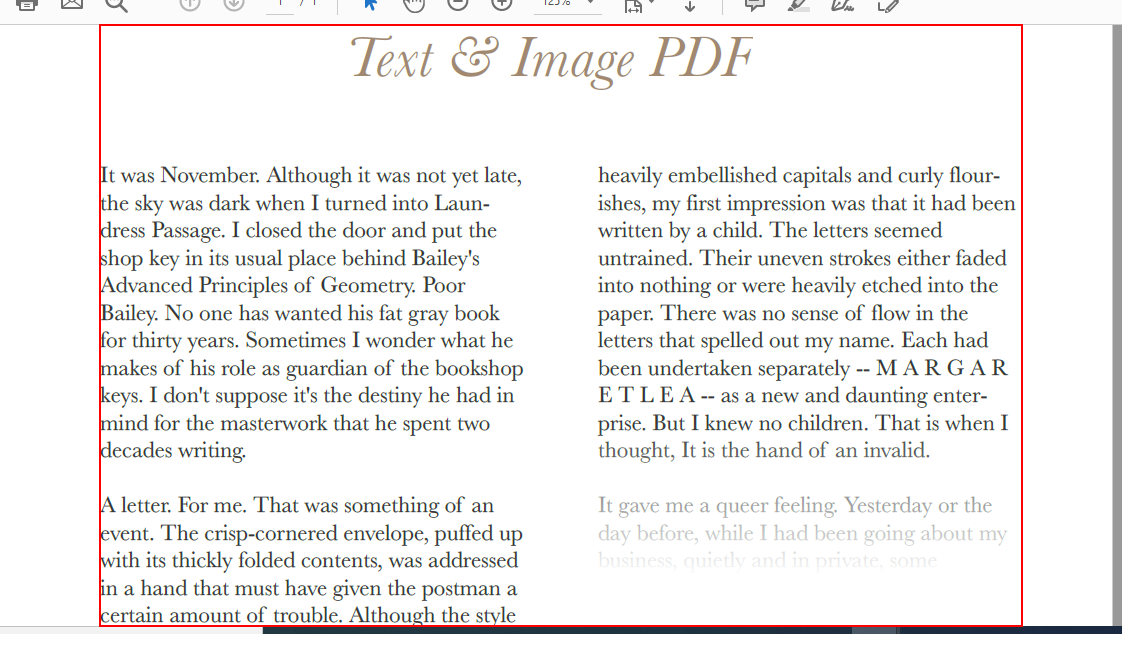 Text & Image PDF
It was November. Although it was not yet late,
the sky was dark when I turned into Laun-
dress Passage. I closed the door and put the
shop key in its usual place behind Bailey's
Advanced Principles of Geometry. Poor
Bailey. No one has wanted his fat gray book
for thirty years. Sometimes I wonder what he
makes of his role as guardian of the bookshop
keys. I don't suppose it's the destiny he had in
mind for the masterwork that he spent two
decades writing.
A letter. For me. That was something of an
event. The crisp-cornered envelope, puffed up
with its thickly folded contents, was addressed
in a hand that must have given the postman a
certain amount of trouble. Although the style
heavily embellished capitals and curly flour-
ishes, my first impression was that it had been
written by a child. The letters seemed
untrained. Their uneven strokes either faded
into nothing or were heavily etched into the
paper. There was no sense of flow in the
letters that spelled out my name. Each had
been undertaken separately -- M A R G A R
E T L E A -- as a new and daunting enter-
prise. But I knew no children. That is when I
thought, It is the hand of an invalid.
It gave me a queer feeling. Yesterday or the
day before, while I had been going about my
business, quietly and in private, some